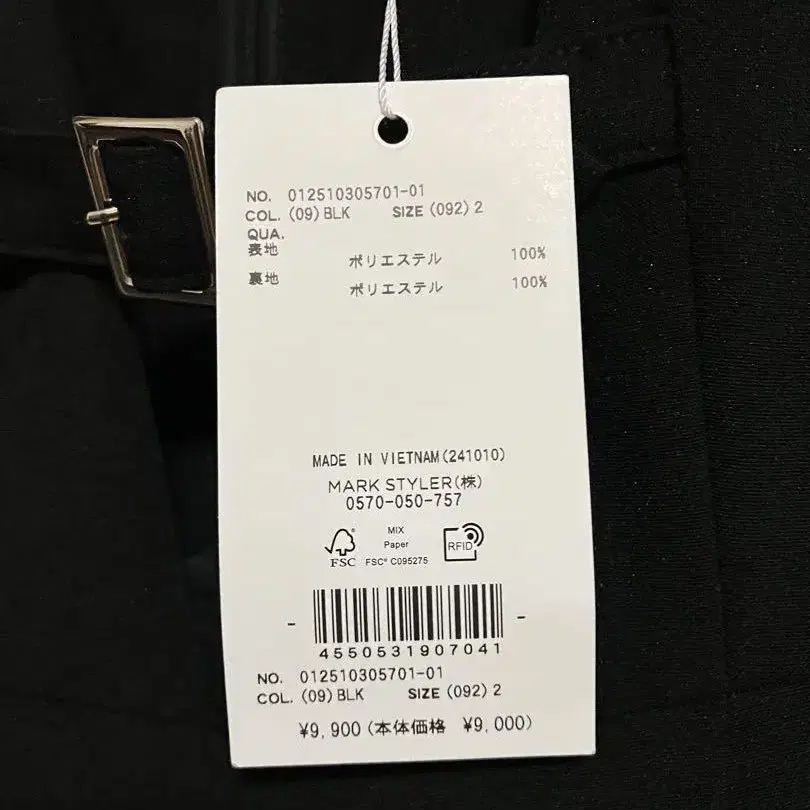 NO. 012510305701-01
COL. (09) BLK SIZE (092) 2
QUA.
表地 ポリエステル 100%
裏地 ポリエステル 100%
MADE IN VIETNAM(241010)
MARK STYLER(株)
0570-050-757
MIX
Paper
FSC® C095275
FSC®
RFID
4550531907041
NO. 012510305701-01
COL. (09) BLK SIZE (092) 2
¥9,900 (本体価格 ¥9,000)